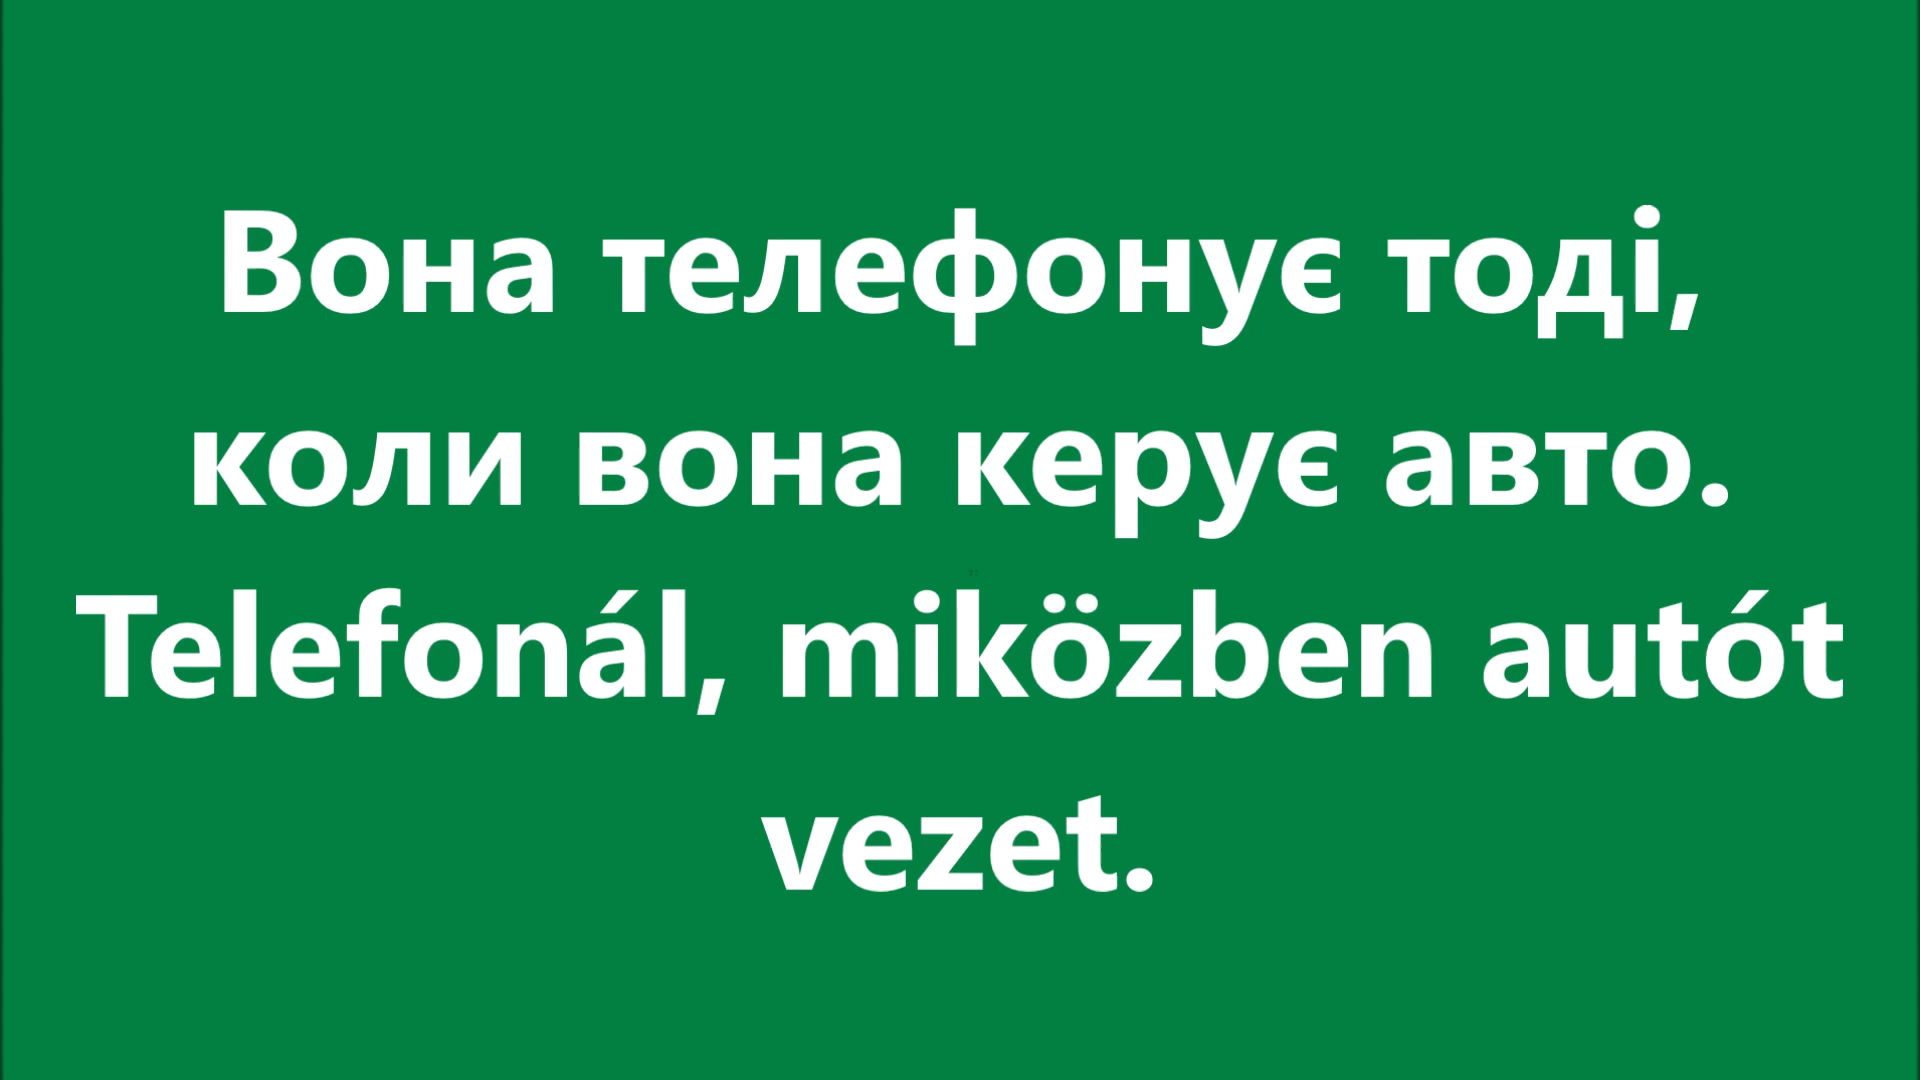 Вона телефонує тоді,
коли вона керує авто.
Telefonál, miközben autót
vezet.